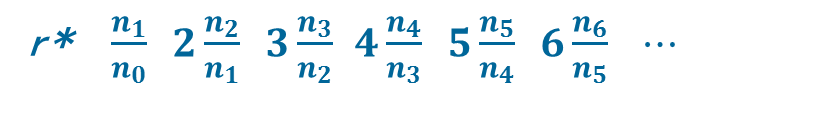 r* n₁/n₀ 2 n₂/n₁ 3 n₃/n₂ 4 n₄/n₃ 5 n₅/n₄ 6 n₆/n₅ ...